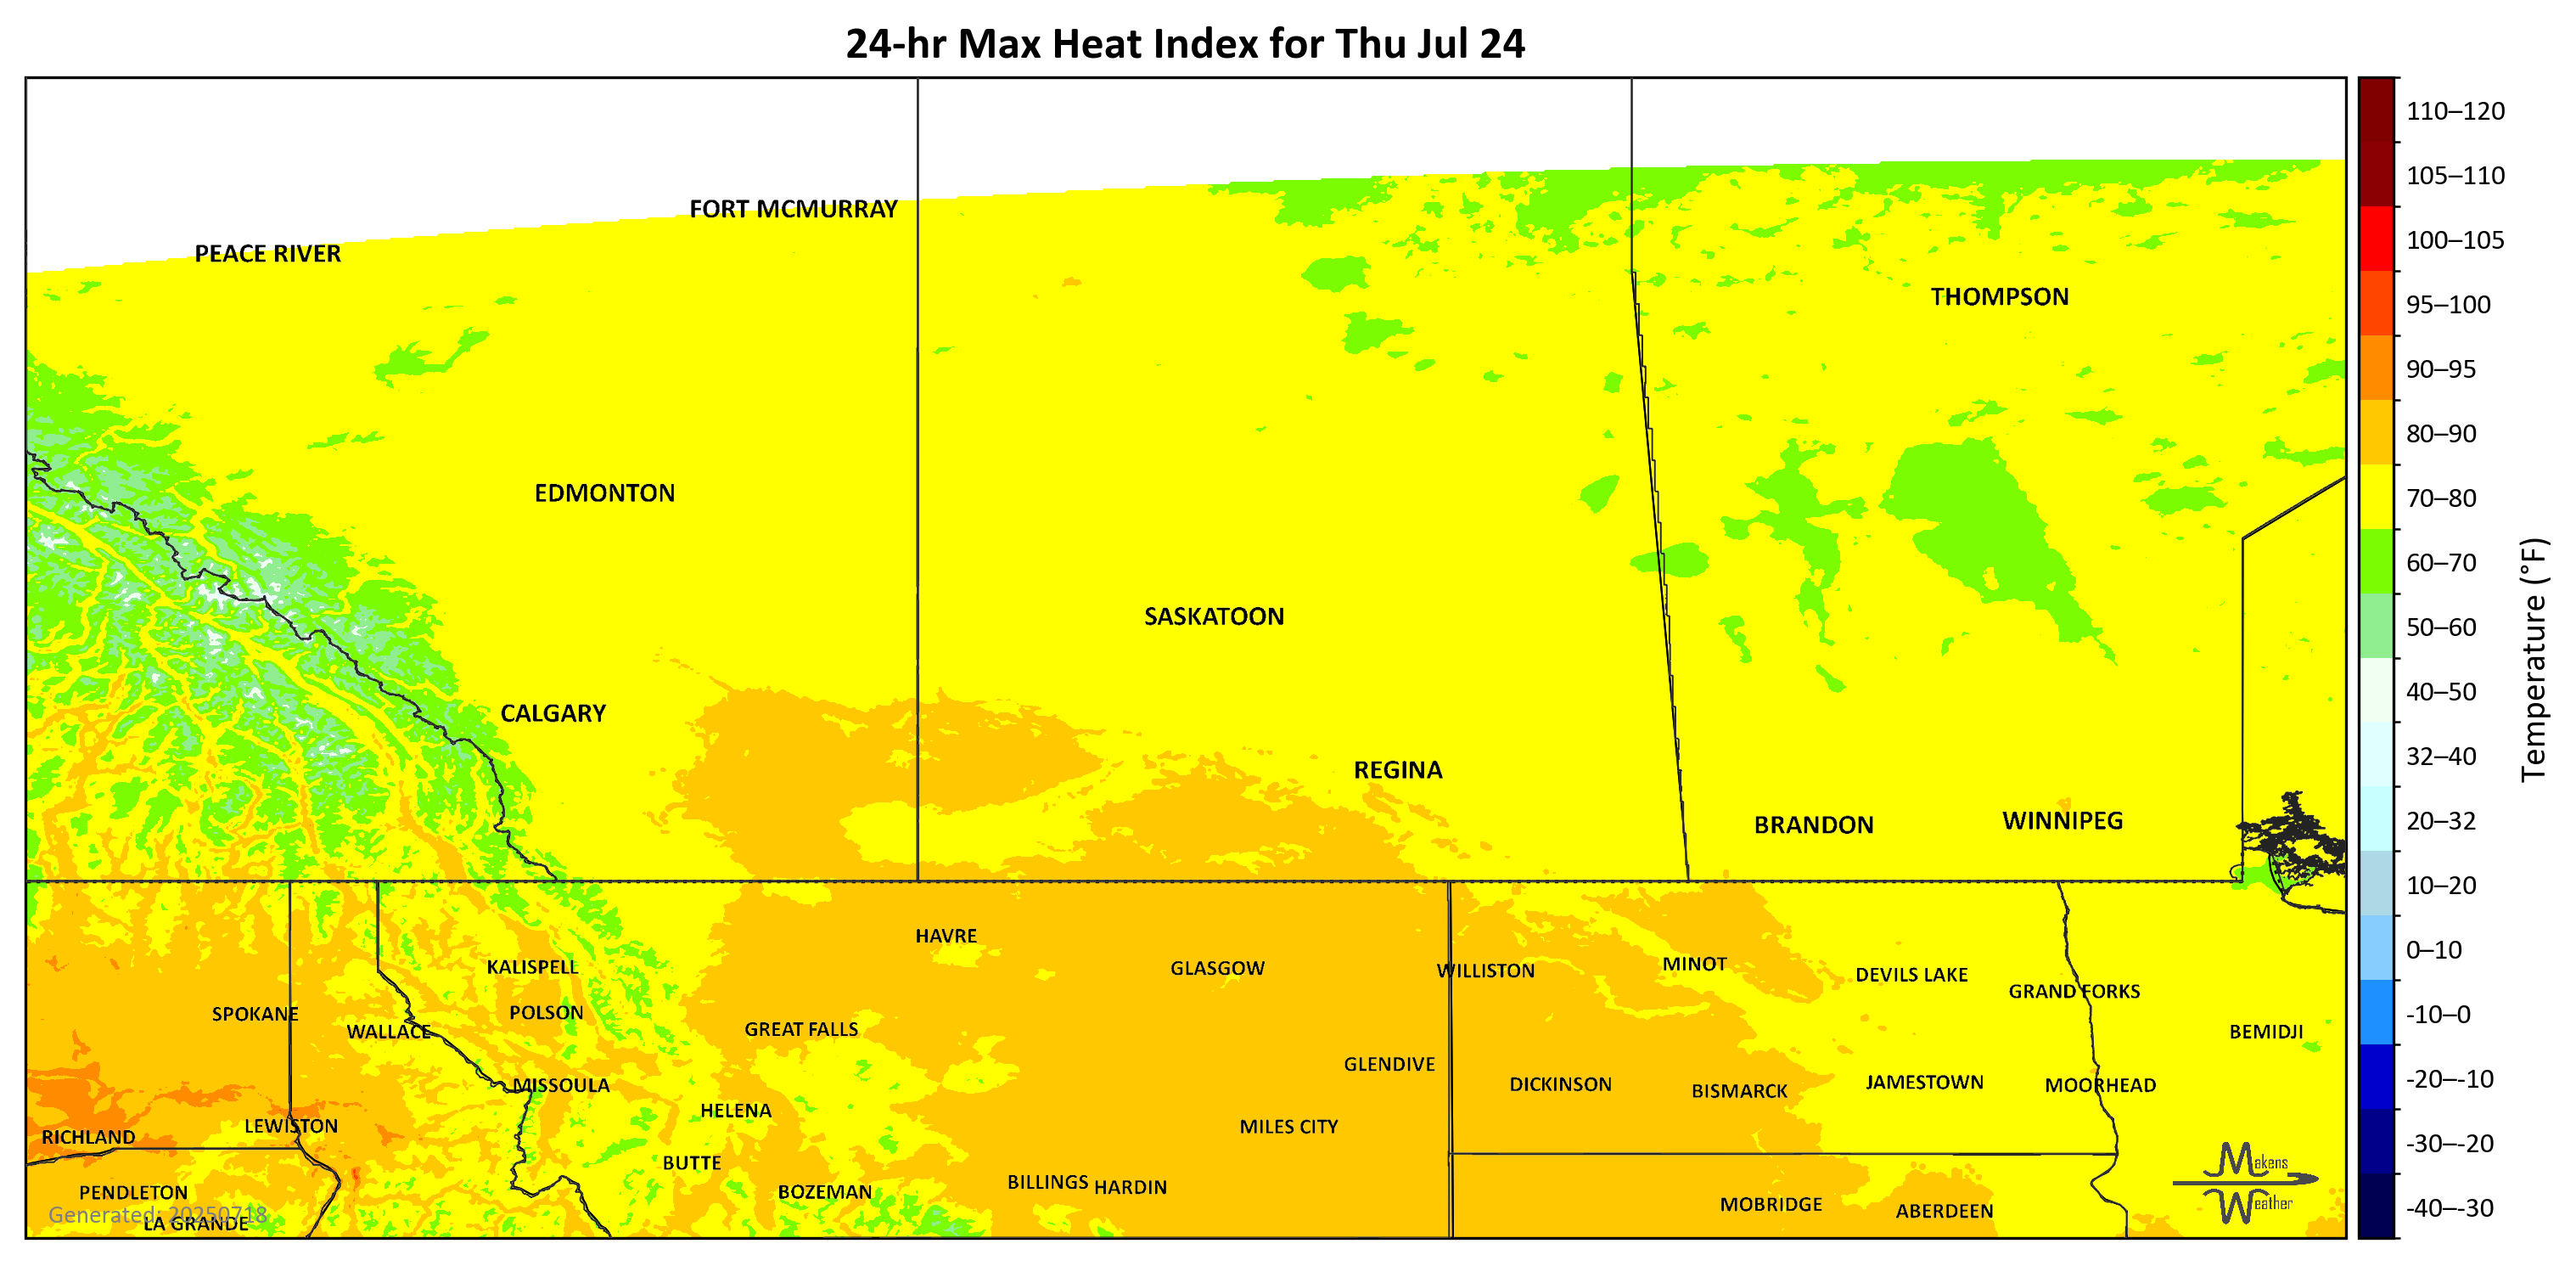 24-hr Max Heat Index for Thu Jul 24
FORT MCMURRAY
PEACE RIVER
THOMPSON
EDMONTON
SASKATOON
CALGARY
REGINA
BRANDON
WINNIPEG
HAVRE
KALISPELL
GLASGOW
WILLISTON
MINOT
DEVILS LAKE
GRAND FORKS
SPOKANE
POLSON
WALLACE
GREAT FALLS
BEMIDJI
GLENDIVE
MISSOULA
DICKINSON
BISMARCK
JAMESTOWN
MOORHEAD
HELENA
LEWISTON
MILES CITY
RICHLAND
BUTTE
PENDLETON
BOZEMAN
BILLINGS
HARDIN
MOBRIDGE
ABERDEEN
Generated: 20250718
LA GRANDE
Makens
Weather
110–120
105–110
100–105
95–100
90–95
80–90
70–80
60–70
50–60
40–50
32–40
20–32
10–20
0–10
-10–0
-20–-10
-30–-20
-40–-30
Temperature (°F)